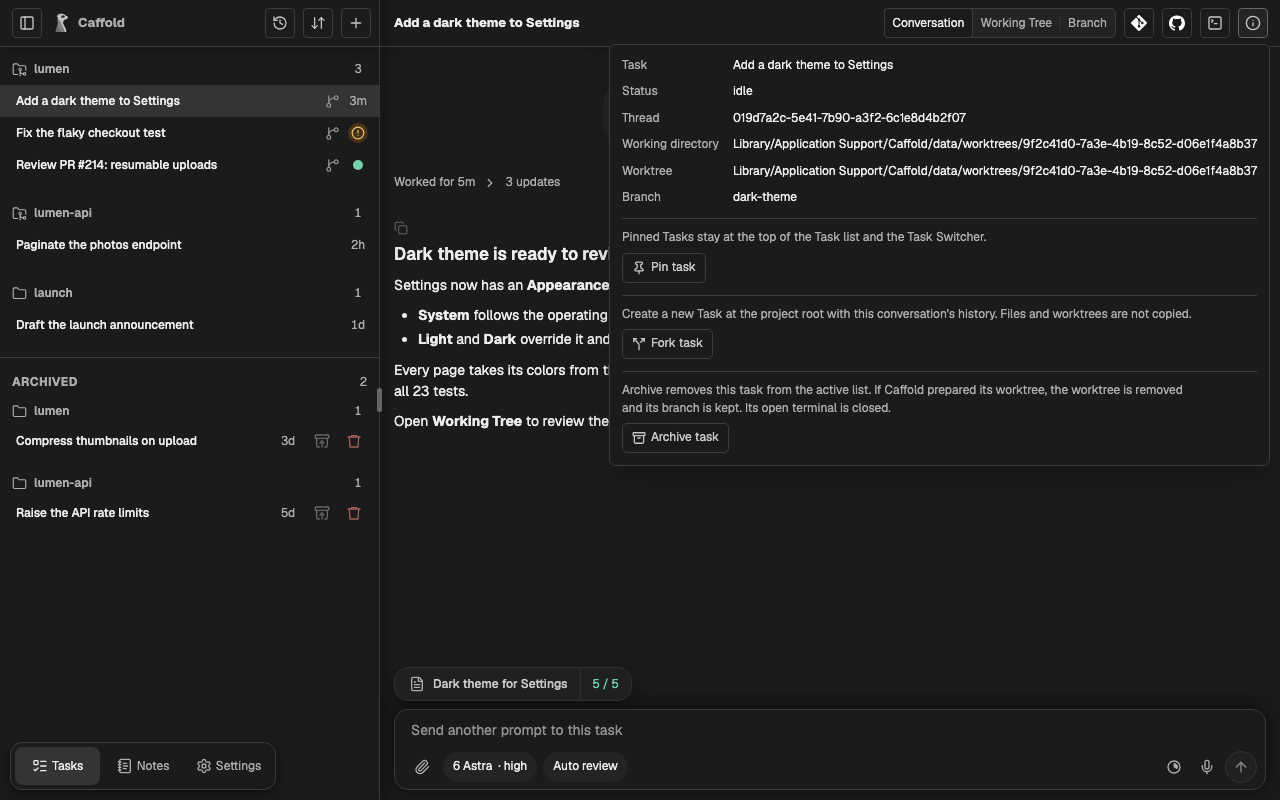 Caffold
lumen 3
Add a dark theme to Settings 3m
Fix the flaky checkout test
Review PR #214: resumable uploads
lumen-api 1
Paginate the photos endpoint 2h
launch 1
Draft the launch announcement 1d
ARCHIVED 2
lumen 1
Compress thumbnails on upload 3d
lumen-api 1
Raise the API rate limits 5d
Tasks Notes Settings
Add a dark theme to Settings
Conversation Working Tree Branch
Task Add a dark theme to Settings
Status idle
Thread 019d7a2c-5e41-7b90-a3f2-6c1e8d4b2f07
Working directory Library/Application Support/Caffold/data/worktrees/9f2c41d0-7a3e-4b19-8c52-d06e1f4a8b37
Worktree Library/Application Support/Caffold/data/worktrees/9f2c41d0-7a3e-4b19-8c52-d06e1f4a8b37
Branch dark-theme
Pinned Tasks stay at the top of the Task list and the Task Switcher.
Pin task
Create a new Task at the project root with this conversation's history. Files and worktrees are not copied.
Fork task
Archive removes this task from the active list. If Caffold prepared its worktree, the worktree is removed
and its branch is kept. Its open terminal is closed.
Archive task
Worked for 5m 3 updates
Dark theme is ready to
Settings now has an Appearance
System follows the operating
Light and Dark override it and
Every page takes its colors from
all 23 tests.
Open Working Tree to review the
Dark theme for Settings 5 / 5
Send another prompt to this task
6 Astra · high Auto review